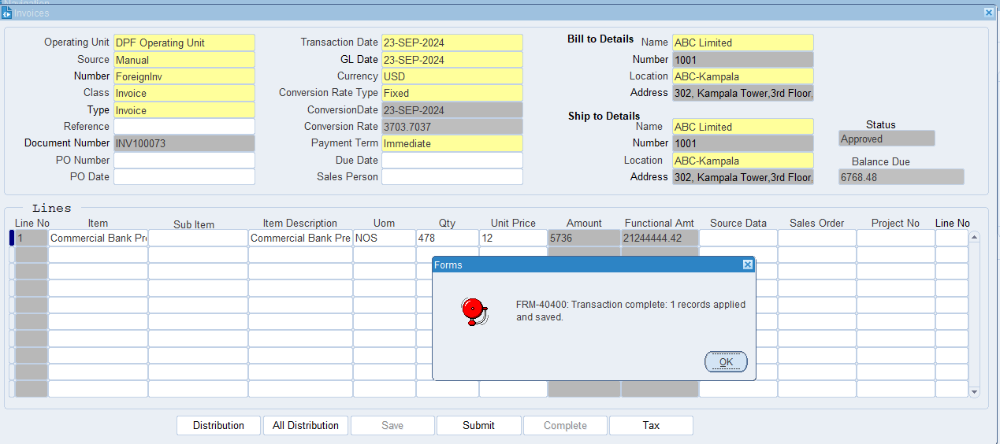 Invoices
Operating Unit DPF Operating Unit Transaction Date 23-SEP-2024 Bill to Details Name ABC Limited
Source Manual GL Date 23-SEP-2024 Number 1001
Number ForeignInv Currency USD Location ABC-Kampala
Class Invoice Conversion Rate Type Fixed Address 302, Kampala Tower,3rd Floor,
Type Invoice ConversionDate 23-SEP-2024 Ship to Details
Reference Conversion Rate 3703.7037 Name ABC Limited Status
Document Number INV100073 Payment Term Immediate Number 1001 Approved
PO Number Due Date Location ABC-Kampala Balance Due
PO Date Sales Person Address 302, Kampala Tower,3rd Floor, 6768.48
Lines
Line No Item Sub Item Item Description Uom Qty Unit Price Amount Functional Amt Source Data Sales Order Project No Line No
1 Commercial Bank Pre Commercial Bank Pre NOS 478 12 5736 21244444.42
Forms
FRM-40400: Transaction complete: 1 records applied
and saved.
OK
Distribution All Distribution Save Submit Complete Tax